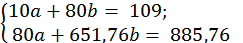 10a + 80b = 109;
80a + 651,76b = 885,76